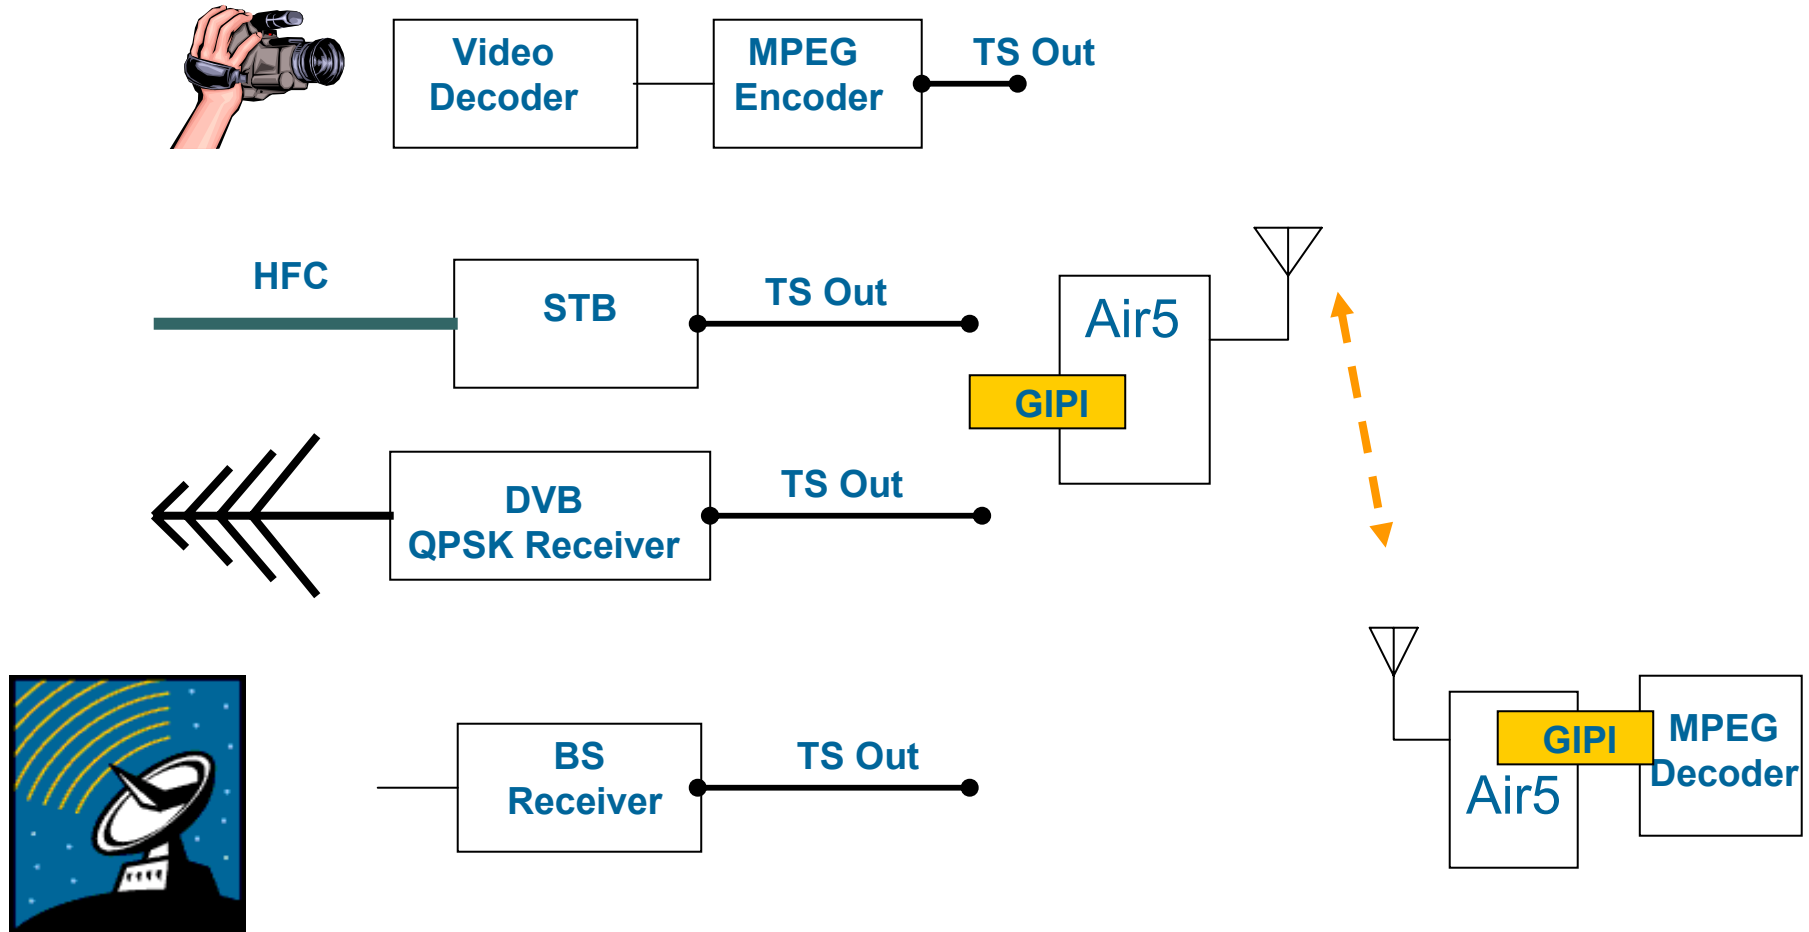 Video
Decoder
MPEG
Encoder
TS Out
HFC
STB
TS Out
Air5
GIPI
DVB
QPSK Receiver
TS Out
BS
Receiver
TS Out
GIPI
Air5
MPEG
Decoder